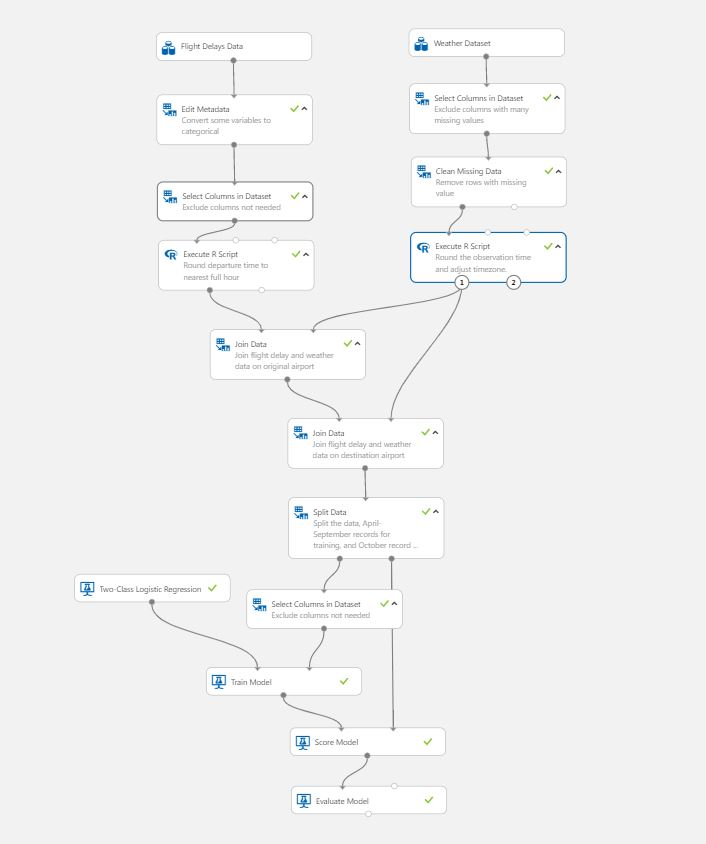 Flight Delays Data
Weather Dataset
Edit Metadata
Convert some variables to
categorical
Select Columns in Dataset
Exclude columns with many
missing values
Clean Missing Data
Remove rows with missing
value
Select Columns in Dataset
Exclude columns not needed
R
Execute R Script
Round departure time to
nearest full hour
R
Execute R Script
Round the observation time
and adjust timezone.
1
2
Join Data
Join flight delay and weather
data on original airport
Join Data
Join flight delay and weather
data on destination airport
Split Data
Split the data, April-
September records for
training, and October record ...
Two-Class Logistic Regression
Select Columns in Dataset
Exclude columns not needed
Train Model
Score Model
Evaluate Model